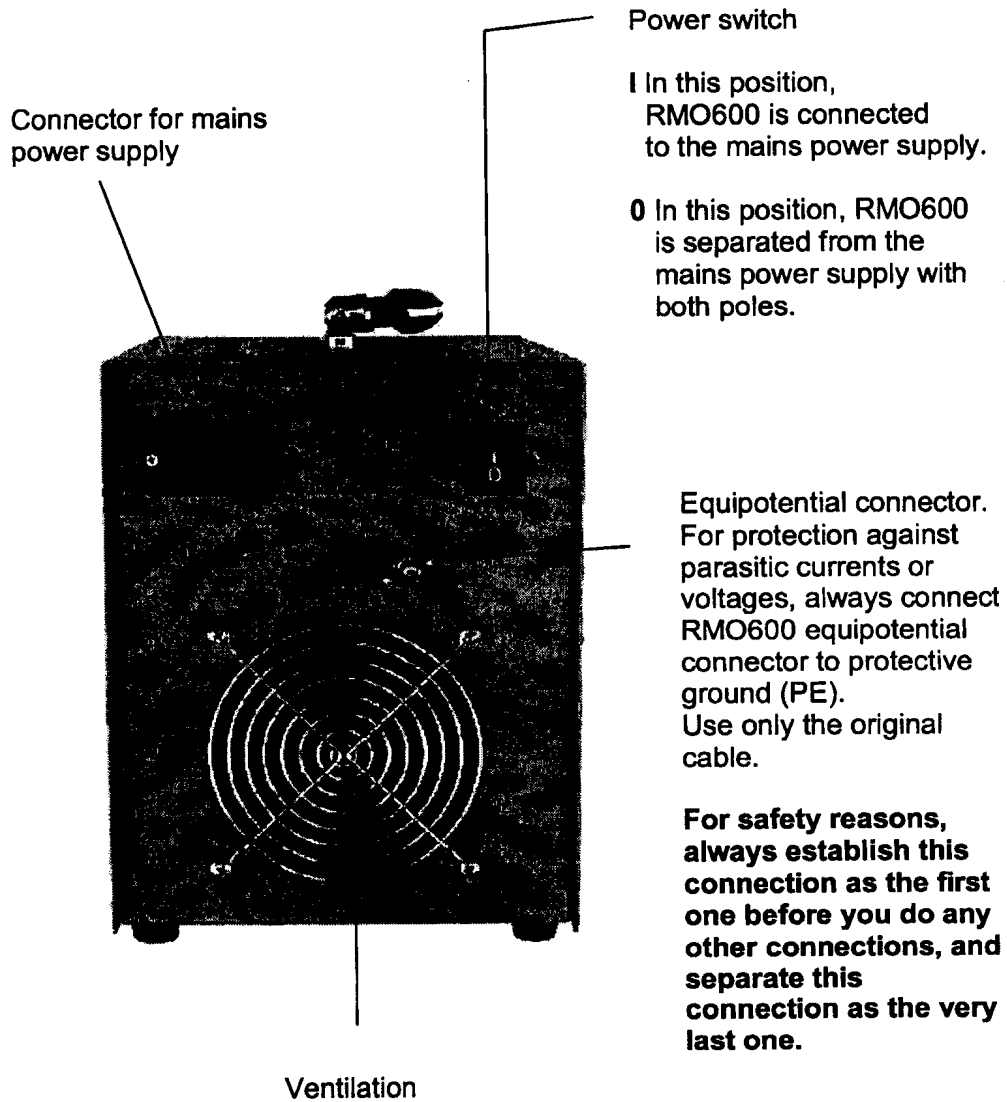 Power switch
I In this position,
RMO600 is connected
to the mains power supply.
0 In this position, RMO600
is separated from the
mains power supply with
both poles.
Connector for mains
power supply
Equipotential connector.
For protection against
parasitic currents or
voltages, always connect
RMO600 equipotential
connector to protective
ground (PE).
Use only the original
cable.
For safety reasons,
always establish this
connection as the first
one before you do any
other connections, and
separate this
connection as the very
last one.
Ventilation